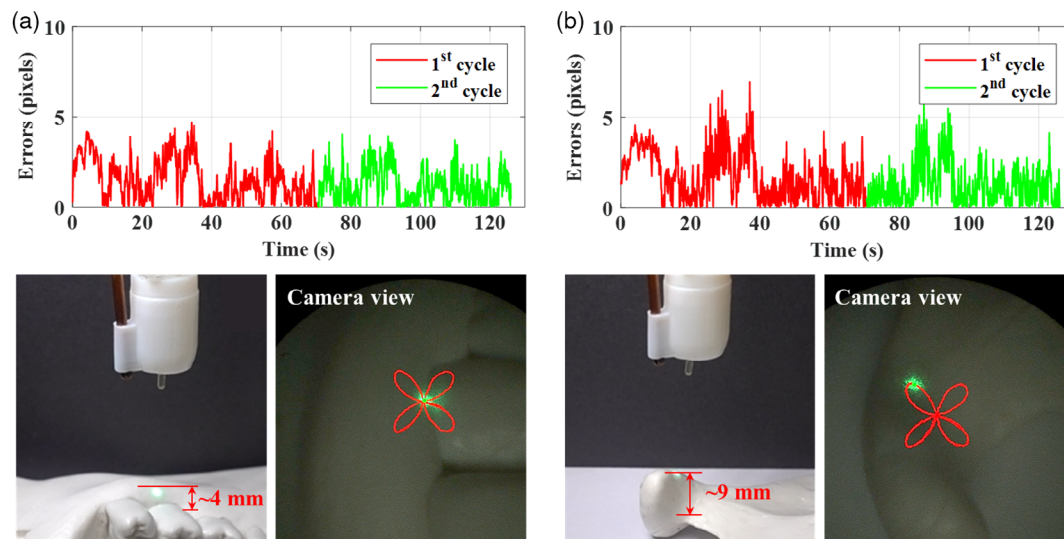 (a)
10
5
0
Errors (pixels)
1st cycle
2nd cycle
0 20 40 60 80 100 120
Time (s)
Camera view
~4 mm
(b)
10
5
0
Errors (pixels)
1st cycle
2nd cycle
0 20 40 60 80 100 120
Time (s)
Camera view
~9 mm